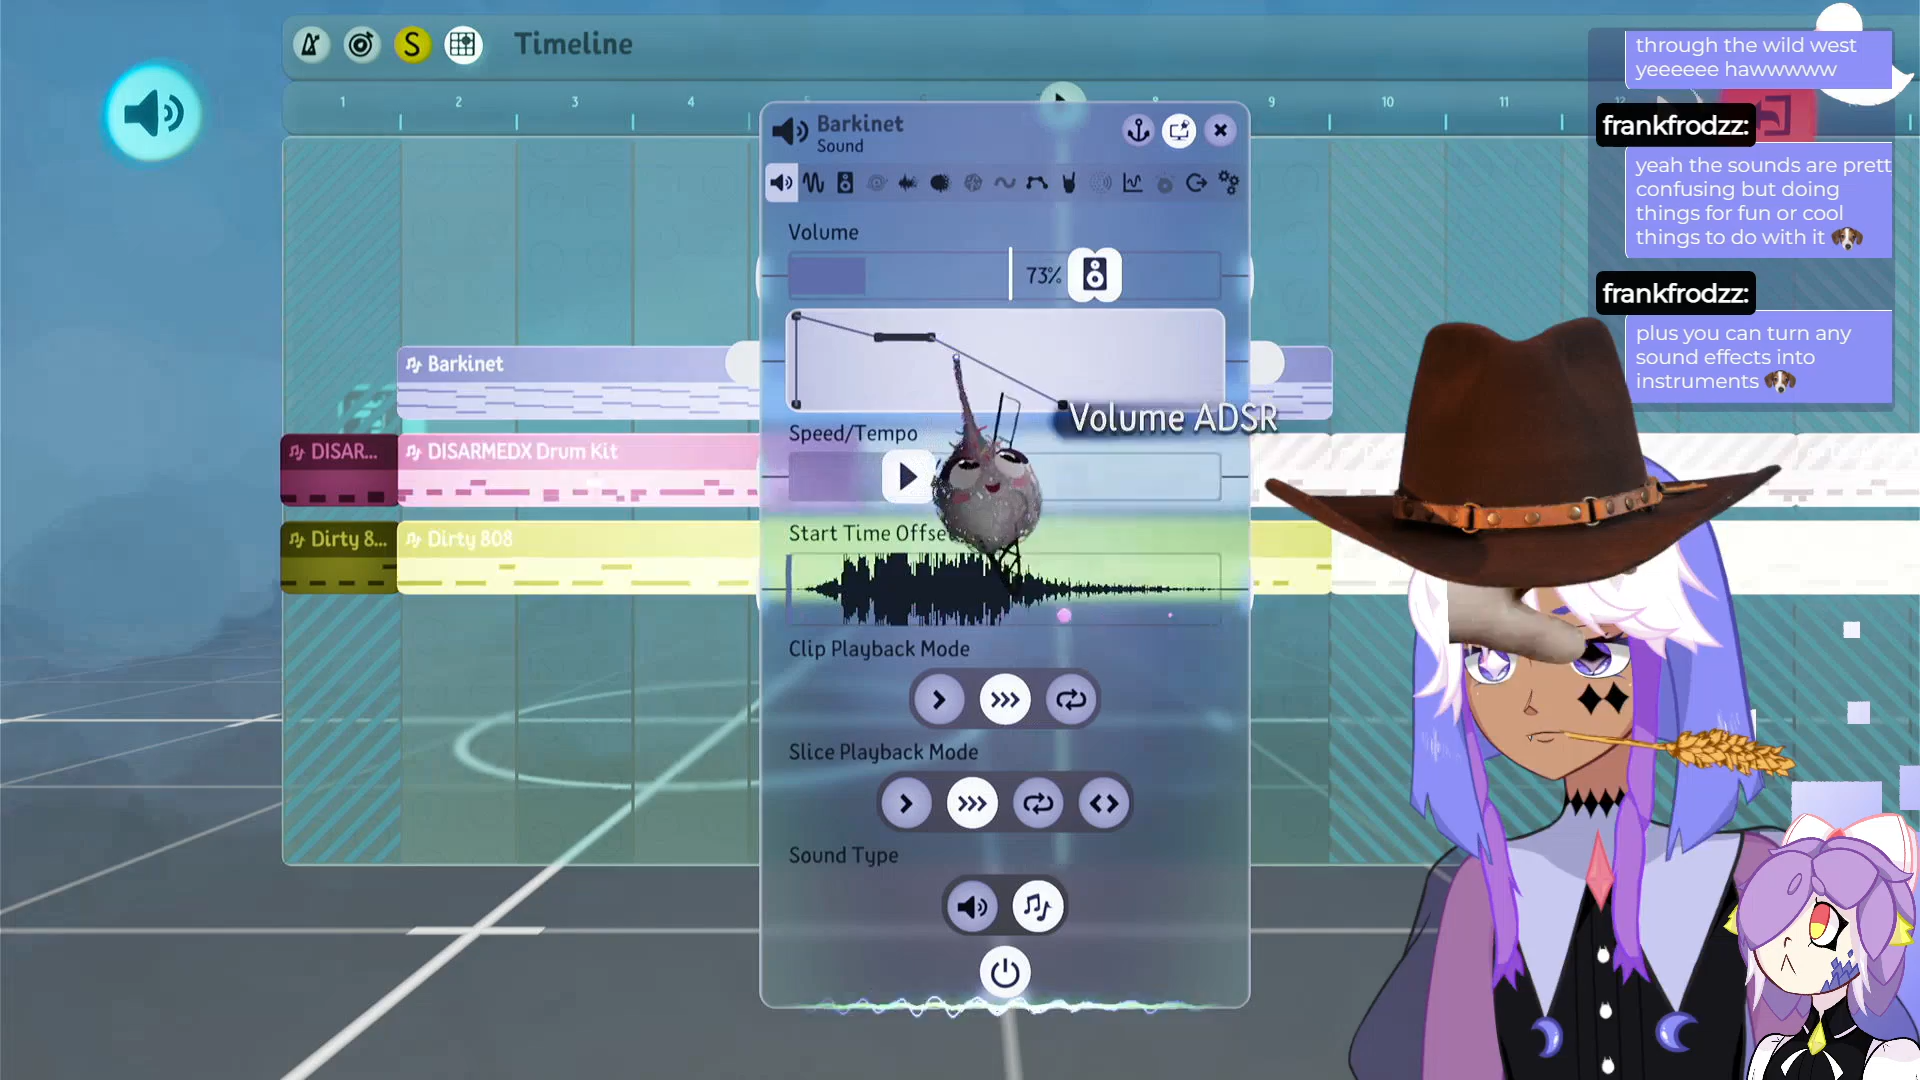 S
Timeline
1 2 3 4 8 9 10 11 12
Barkinet
Sound
Volume
73%
Volume ADSR
Speed/Tempo
Start Time Offse
Clip Playback Mode
Slice Playback Mode
Sound Type
Barkinet
DISAR...
DISARMEDX Drum Kit
Dirty 8...
Dirty 808
through the wild west
yeeeeee hawwwww
frankfrodzz:
yeah the sounds are prett
confusing but doing
things for fun or cool
things to do with it
frankfrodzz:
plus you can turn any
sound effects into
instruments